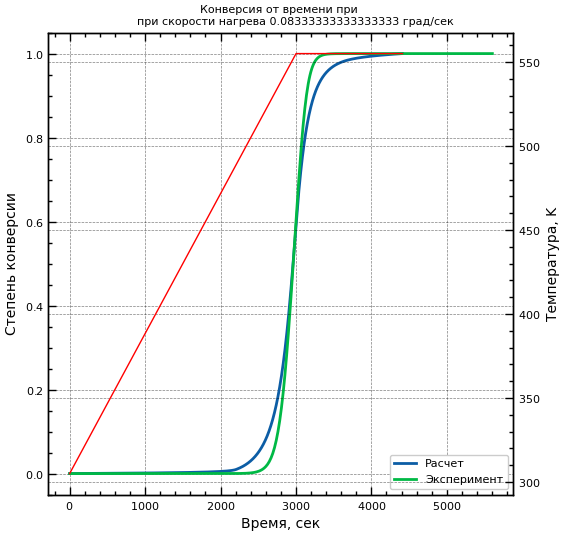 Конверсия от времени при
при скорости нагрева 0.08333333333333333 град/сек
Степень конверсии
1.0
0.8
0.6
0.4
0.2
0.0
550
500
450
400
350
300
Температура, K
Расчет
Эксперимент
0 1000 2000 3000 4000 5000
Время, сек